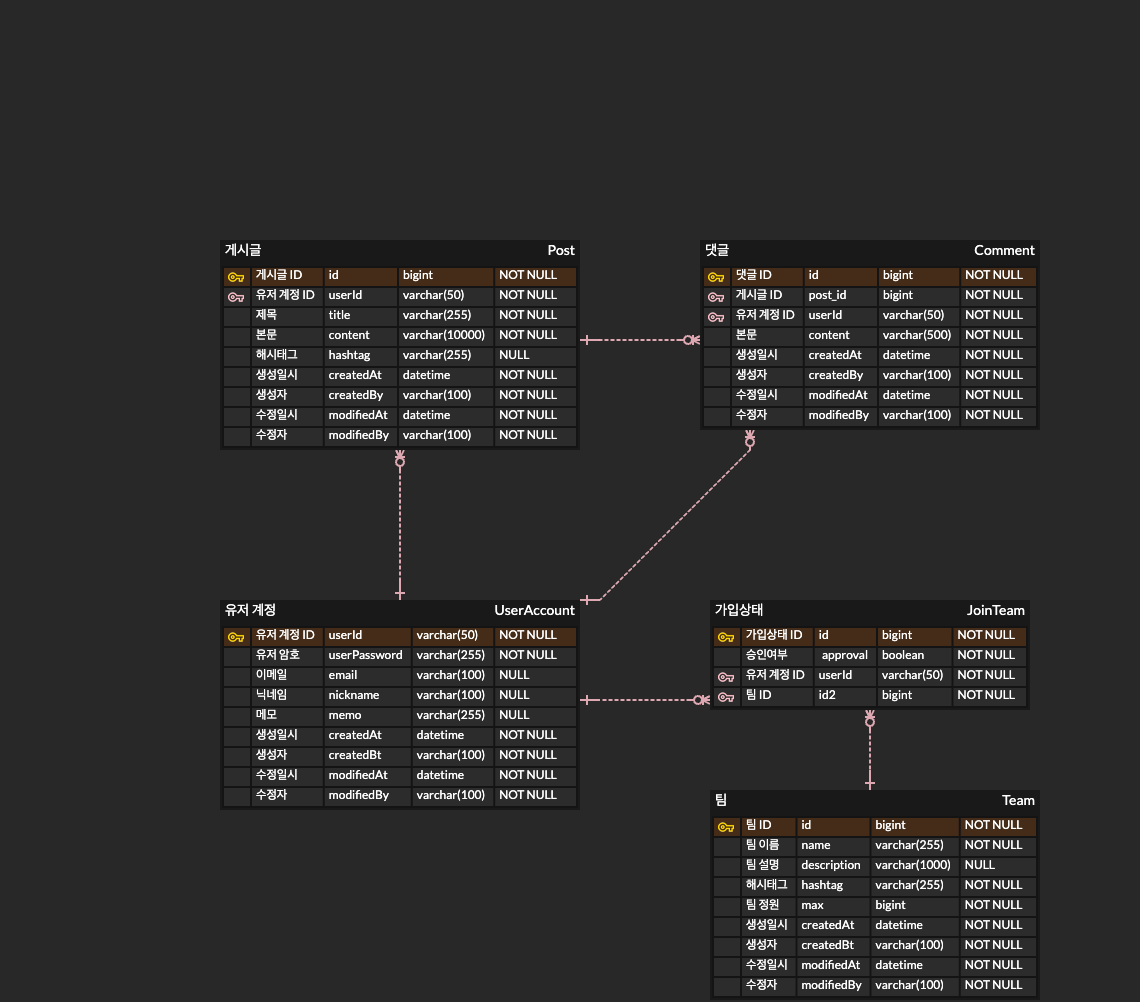 게시글 Post
게시글 ID id bigint NOT NULL
유저 계정 ID userId varchar(50) NOT NULL
제목 title varchar(255) NOT NULL
본문 content varchar(10000) NOT NULL
해시태그 hashtag varchar(255) NULL
생성일시 createdAt datetime NOT NULL
생성자 createdBy varchar(100) NOT NULL
수정일시 modifiedAt datetime NOT NULL
수정자 modifiedBy varchar(100) NOT NULL
댓글 Comment
댓글 ID id bigint NOT NULL
게시글 ID post_id bigint NOT NULL
유저 계정 ID userId varchar(50) NOT NULL
본문 content varchar(500) NOT NULL
생성일시 createdAt datetime NOT NULL
생성자 createdBy varchar(100) NOT NULL
수정일시 modifiedAt datetime NOT NULL
수정자 modifiedBy varchar(100) NOT NULL
유저 계정 UserAccount
유저 계정 ID userId varchar(50) NOT NULL
유저 암호 userPassword varchar(255) NOT NULL
이메일 email varchar(100) NULL
닉네임 nickname varchar(100) NULL
메모 memo varchar(255) NULL
생성일시 createdAt datetime NOT NULL
생성자 createdBt varchar(100) NOT NULL
수정일시 modifiedAt datetime NOT NULL
수정자 modifiedBy varchar(100) NOT NULL
가입상태 JoinTeam
가입상태 ID id bigint NOT NULL
승인여부 approval boolean NOT NULL
유저 계정 ID userId varchar(50) NOT NULL
팀 ID id2 bigint NOT NULL
팀 Team
팀 ID id bigint NOT NULL
팀 이름 name varchar(255) NOT NULL
팀 설명 description varchar(1000) NULL
해시태그 hashtag varchar(255) NOT NULL
팀 정원 max bigint NOT NULL
생성일시 createdAt datetime NOT NULL
생성자 createdBt varchar(100) NOT NULL
수정일시 modifiedAt datetime NOT NULL
수정자 modifiedBy varchar(100) NOT NULL